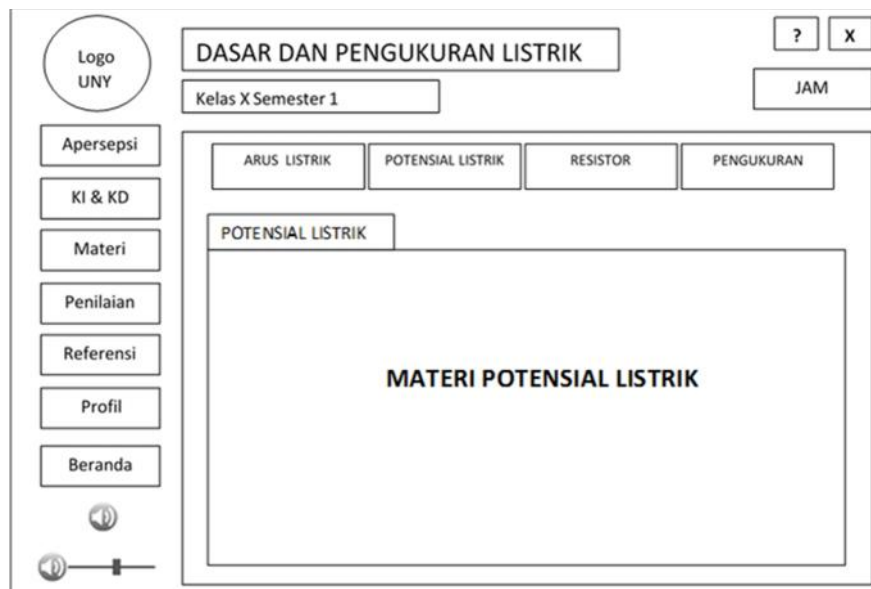 Logo
UNY
DASAR DAN PENGUKURAN LISTRIK
? X
Kelas X Semester 1
JAM
Apersepsi
KI & KD
Materi
Penilaian
Referensi
Profil
Beranda
ARUS LISTRIK
POTENSIAL LISTRIK
RESISTOR
PENGUKURAN
POTENSIAL LISTRIK
MATERI POTENSIAL LISTRIK